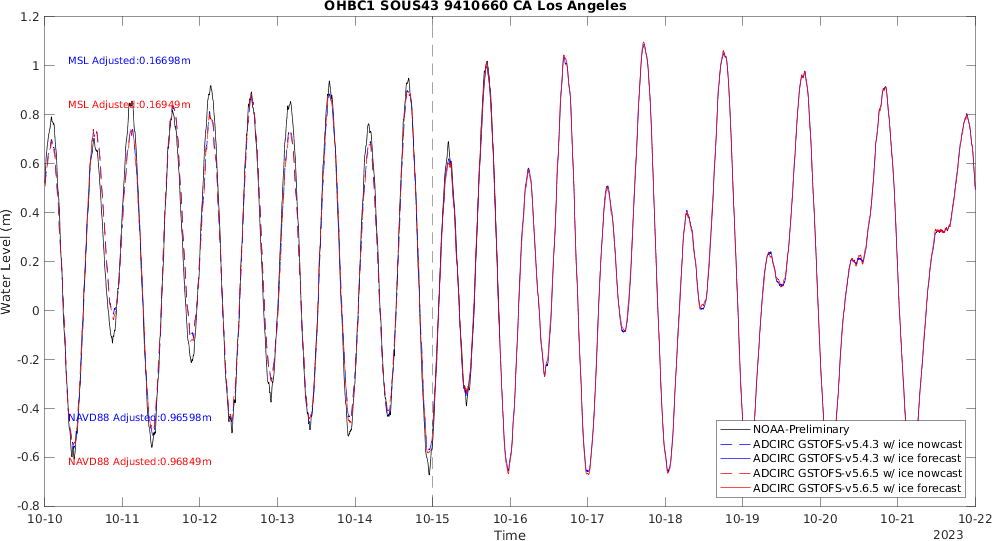 OHBC1 SOUS43 9410660 CA Los Angeles
1.2
1
0.8
0.6
0.4
0.2
0
-0.2
-0.4
-0.6
-0.8
Water Level (m)
MSL Adjusted:0.16698m
MSL Adjusted:0.16949m
NAVD88 Adjusted:0.96598m
NAVD88 Adjusted:0.96849m
NOAA-Preliminary
ADCIRC GSTOFS-v5.4.3 w/ ice nowcast
ADCIRC GSTOFS-v5.4.3 w/ ice forecast
ADCIRC GSTOFS-v5.6.5 w/ ice nowcast
ADCIRC GSTOFS-v5.6.5 w/ ice forecast
10-10 10-11 10-12 10-13 10-14 10-15 10-16 10-17 10-18 10-19 10-20 10-21 10-22
Time
2023